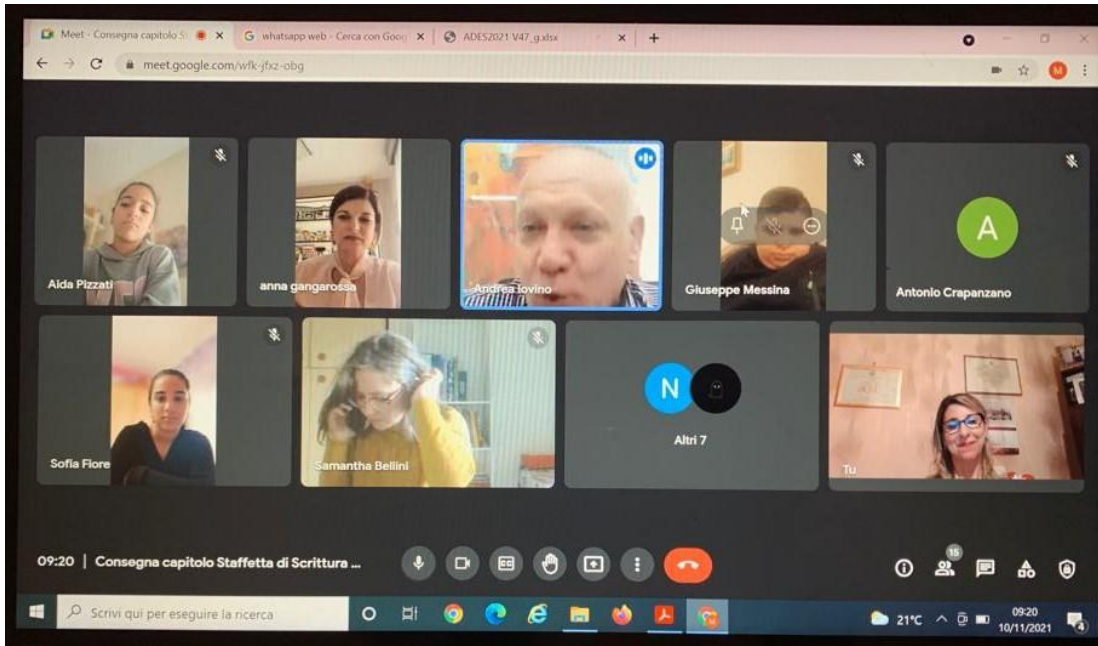 Meet - Consegna capitolo S
whatsapp web - Cerca con Goog
ADES2021 V47_g.xlsx
meet.google.com/wfk-jfxz-obg
M
Aida Pizzati
anna gangarossa
Andrea iovino
Giuseppe Messina
A
Antonio Crapanzano
Sofia Fiore
Samantha Bellini
N
Altri 7
Tu
09:20 | Consegna capitolo Staffetta di Scrittura ...
CC
15
Scrivi qui per eseguire la ricerca
21°C
09:20
10/11/2021
4